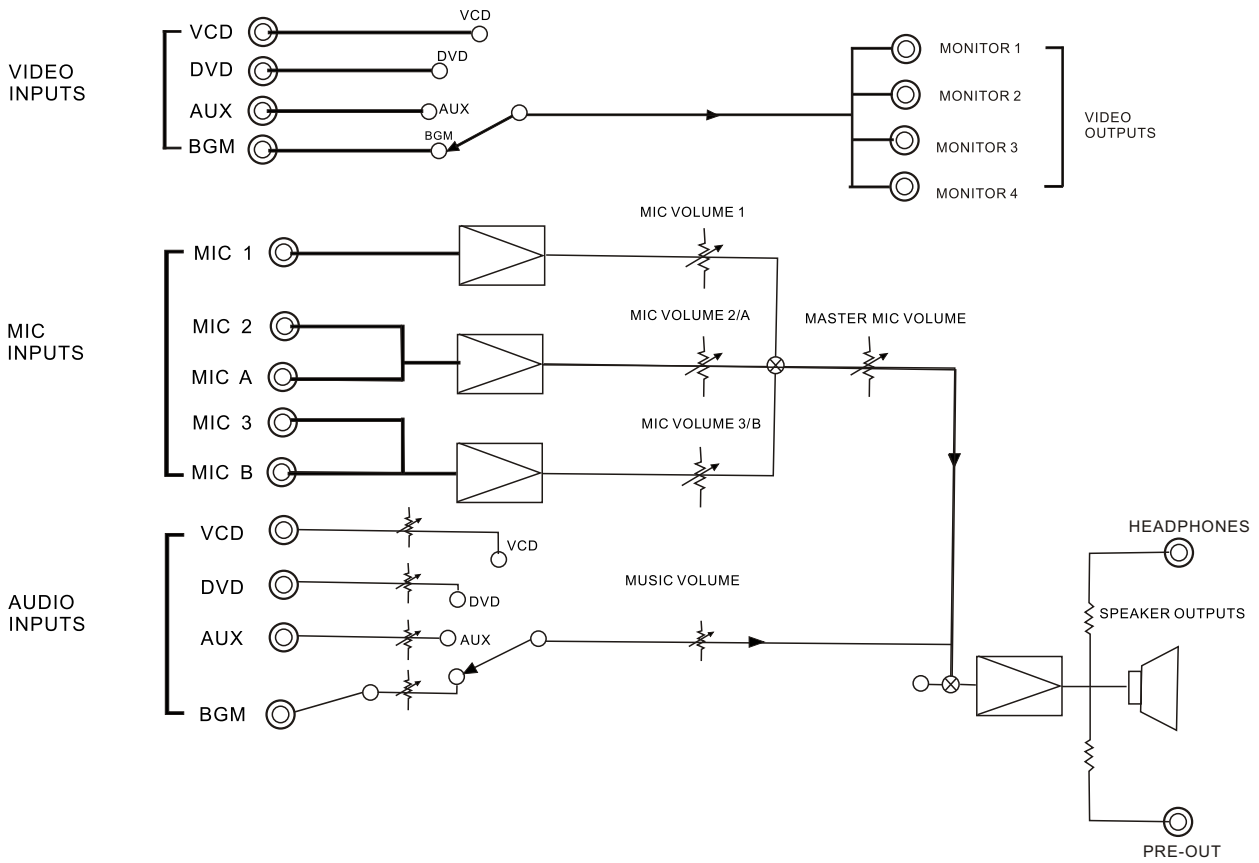 VIDEO
INPUTS
VCD
DVD
AUX
BGM
VCD
DVD
AUX
BGM
MONITOR 1
MONITOR 2
MONITOR 3
MONITOR 4
VIDEO
OUTPUTS
MIC
INPUTS
MIC 1
MIC 2
MIC A
MIC 3
MIC B
MIC VOLUME 1
MIC VOLUME 2/A
MIC VOLUME 3/B
MASTER MIC VOLUME
AUDIO
INPUTS
VCD
DVD
AUX
BGM
VCD
DVD
AUX
MUSIC VOLUME
HEADPHONES
SPEAKER OUTPUTS
PRE-OUT